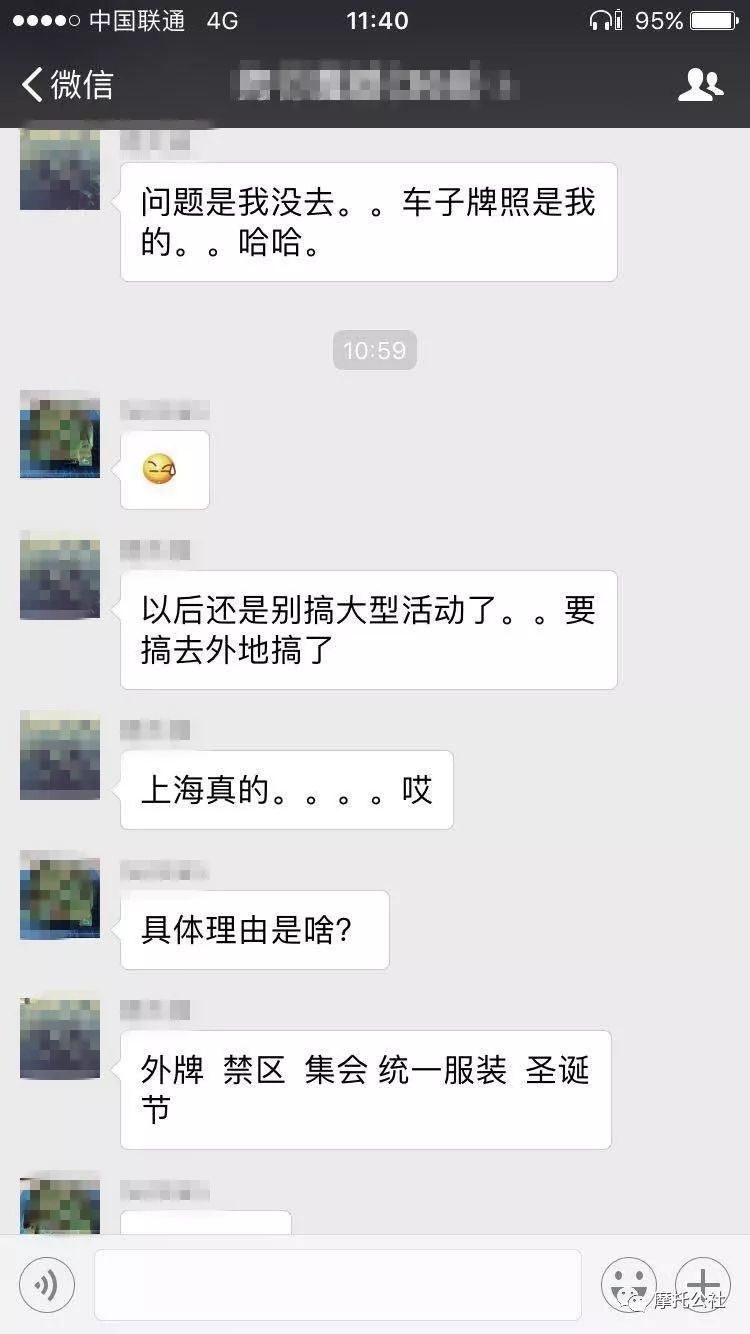 中国联通 4G 11:40 95%
微信
问题是我没去。。车子牌照是我
的。。哈哈。
10:59
以后还是别搞大型活动了。。要
搞去外地搞了
上海真的。。。。哎
具体理由是啥?
外牌 禁区 集会 统一服装 圣诞
节
摩托公社